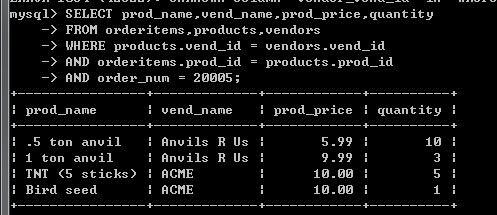 mysql> SELECT prod_name,vend_name,prod_price,quantity
-> FROM orderitems,products,vendors
-> WHERE products.vend_id = vendors.vend_id
-> AND orderitems.prod_id = products.prod_id
-> AND order_num = 20005;
+----------------+-------------+------------+----------+
| prod_name | vend_name | prod_price | quantity |
+----------------+-------------+------------+----------+
| .5 ton anvil | Anvils R Us | 5.99 | 10 |
| 1 ton anvil | Anvils R Us | 9.99 | 3 |
| TNT (5 sticks) | ACME | 10.00 | 5 |
| Bird seed | ACME | 10.00 | 1 |
+----------------+-------------+------------+----------+